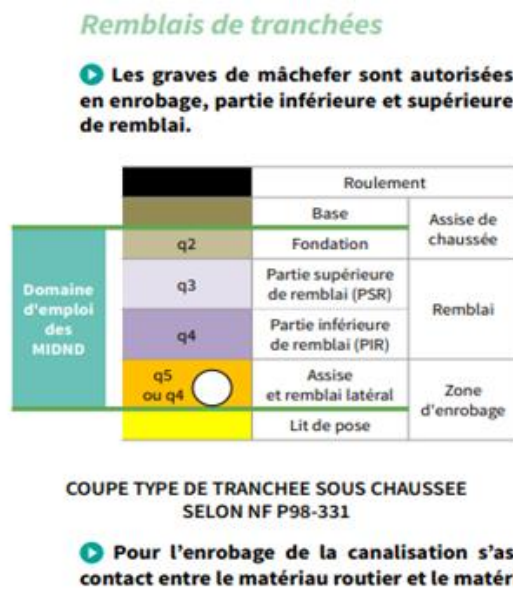 Remblais de tranchées
Les graves de mâchefer sont autorisées
en enrobage, partie inférieure et supérieure
de remblai.
Roulement
Base
Assise de
chaussée
q2
Fondation
Domaine
d'emploi
des
MIDND
q3
Partie supérieure
de remblai (PSR)
Remblai
q4
Partie inférieure
de remblai (PIR)
q5
ou q4
Assise
et remblai latéral
Zone
d'enrobage
Lit de pose
COUPE TYPE DE TRANCHEE SOUS CHAUSSEE
SELON NF P98-331
Pour l'enrobage de la canalisation s'as
contact entre le matériau routier et le matér